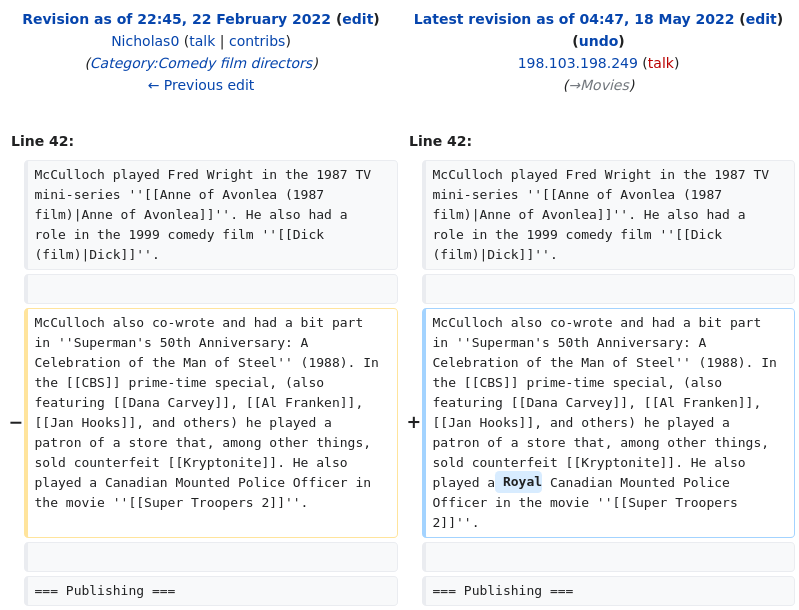 Revision as of 22:45, 22 February 2022 (edit)
Nicholas0 (talk | contribs)
(Category:Comedy film directors)
← Previous edit
Latest revision as of 04:47, 18 May 2022 (edit)
(undo)
198.103.198.249 (talk)
(→Movies)
Line 42:
Line 42:
McCulloch played Fred Wright in the 1987 TV
mini-series ''[[Anne of Avonlea (1987
film)|Anne of Avonlea]]''. He also had a
role in the 1999 comedy film ''[[Dick
(film)|Dick]]''.
McCulloch played Fred Wright in the 1987 TV
mini-series ''[[Anne of Avonlea (1987
film)|Anne of Avonlea]]''. He also had a
role in the 1999 comedy film ''[[Dick
(film)|Dick]]''.
−
McCulloch also co-wrote and had a bit part
in ''Superman's 50th Anniversary: A
Celebration of the Man of Steel'' (1988). In
the [[CBS]] prime-time special, (also
featuring [[Dana Carvey]], [[Al Franken]],
[[Jan Hooks]], and others) he played a
patron of a store that, among other things,
sold counterfeit [[Kryptonite]]. He also
played a Canadian Mounted Police Officer in
the movie ''[[Super Troopers 2]]''.
+
McCulloch also co-wrote and had a bit part
in ''Superman's 50th Anniversary: A
Celebration of the Man of Steel'' (1988). In
the [[CBS]] prime-time special, (also
featuring [[Dana Carvey]], [[Al Franken]],
[[Jan Hooks]], and others) he played a
patron of a store that, among other things,
sold counterfeit [[Kryptonite]]. He also
played a Royal Canadian Mounted Police
Officer in the movie ''[[Super Troopers
2]]''.
=== Publishing ===
=== Publishing ===